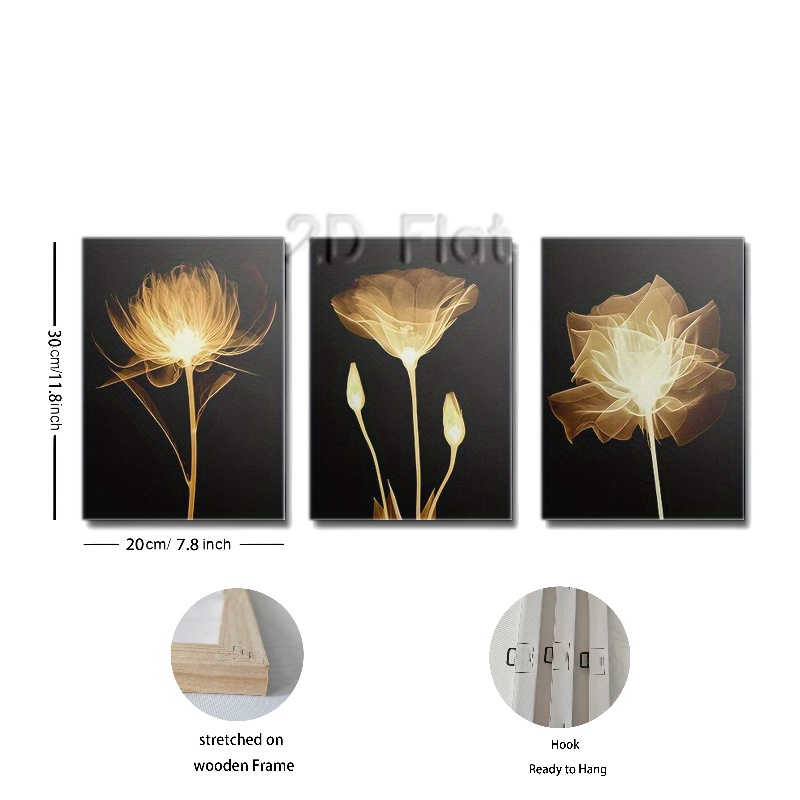 2D Flat
30cm/11.8inch
20cm/ 7.8 inch
stretched on
wooden Frame
Hook
Ready to Hang